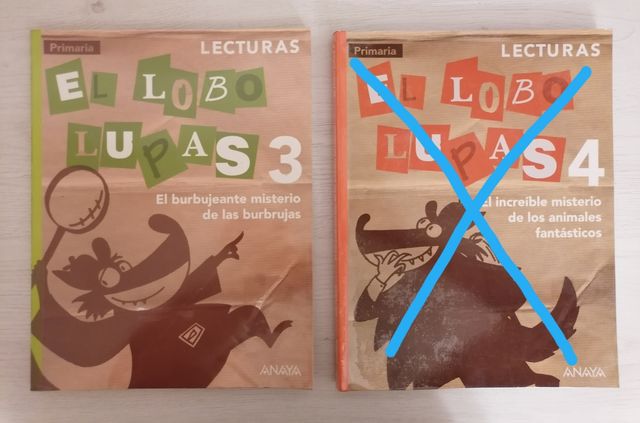 Primaria
LECTURAS
EL LOBO
LUPAS 3
El burbujeante misterio
de las burbrujas
ANAYA
Primaria
LECTURAS
EL LOBO
LUPAS 4
El increíble misterio
de los animales
fantásticos
ANAYA